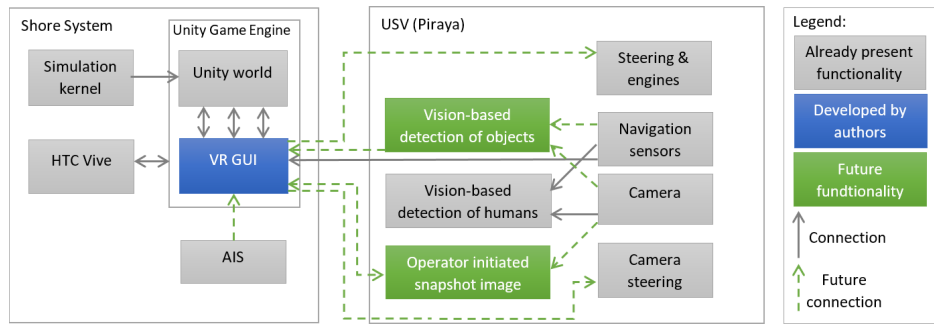 Shore System
Unity Game Engine
Simulation
kernel
Unity world
HTC Vive
VR GUI
AIS
USV (Piraya)
Steering &
engines
Vision-based
detection of objects
Navigation
sensors
Vision-based
detection of humans
Camera
Operator initiated
snapshot image
Camera
steering
Legend:
Already present
functionality
Developed by
authors
Future
fundtionality
Connection
Future
connection